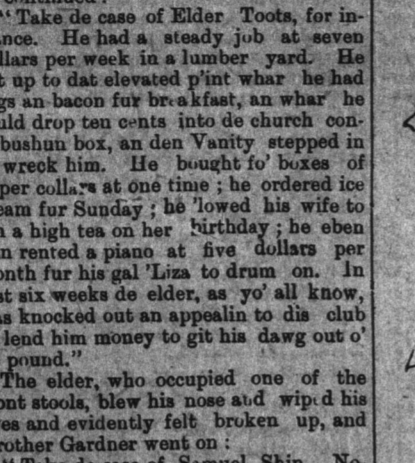 "Take de case of Elder Toots, for in-
ance. He had a steady job at seven
llars per week in a lumber yard. He
t up to dat elevated p'int whar he had
gs an bacon fur breakfast, an whar he
uld drop ten cents into de church con-
bushun box, an den Vanity stepped in
wreck him. He bought fo' boxes of
per collars at one time; he ordered ice
eam fur Sunday; he 'lowed his wife to
a high tea on her birthday; he eben
n rented a piano at five dollars per
onth fur his gal 'Liza to drum on. In
st six weeks de elder, as yo' all know,
as knocked out an appealin to dis club
lend him money to git his dawg out o'
pound."
The elder, who occupied one of the
ont stools, blew his nose and wiped his
es and evidently felt broken up, and
rother Gardner went on:
Samuel